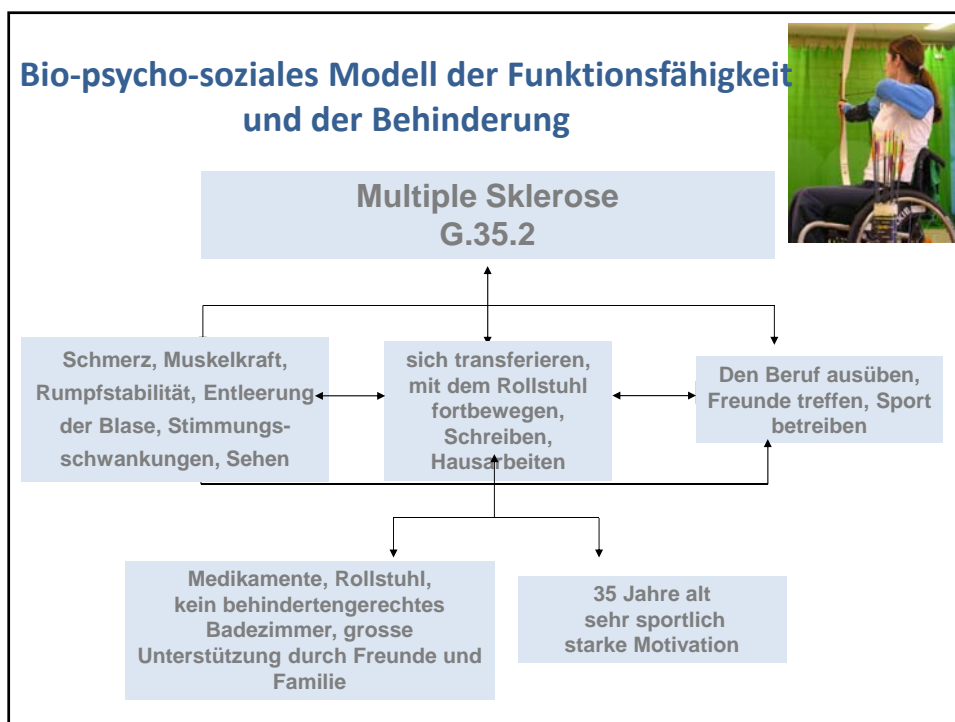 Bio-psycho-soziales Modell der Funktionsfähigkeit
und der Behinderung
Multiple Sklerose
G.35.2
Schmerz, Muskelkraft,
Rumpfstabilität, Entleerung
der Blase, Stimmungs-
schwankungen, Sehen
sich transferieren,
mit dem Rollstuhl
fortbewegen,
Schreiben,
Hausarbeiten
Den Beruf ausüben,
Freunde treffen, Sport
betreiben
Medikamente, Rollstuhl,
kein behindertengerechtes
Badezimmer, grosse
Unterstützung durch Freunde und
Familie
35 Jahre alt
sehr sportlich
starke Motivation